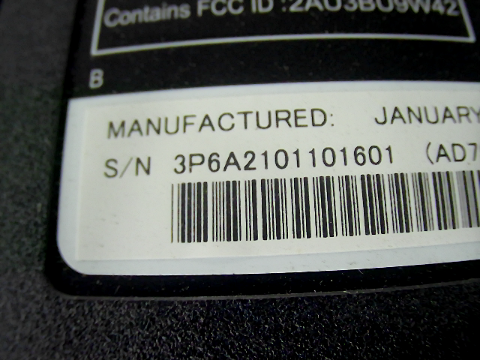 Contains FCC ID :2AU3BU9W42
B
MANUFACTURED: JANUARY
S/N 3P6A2101101601 (AD7